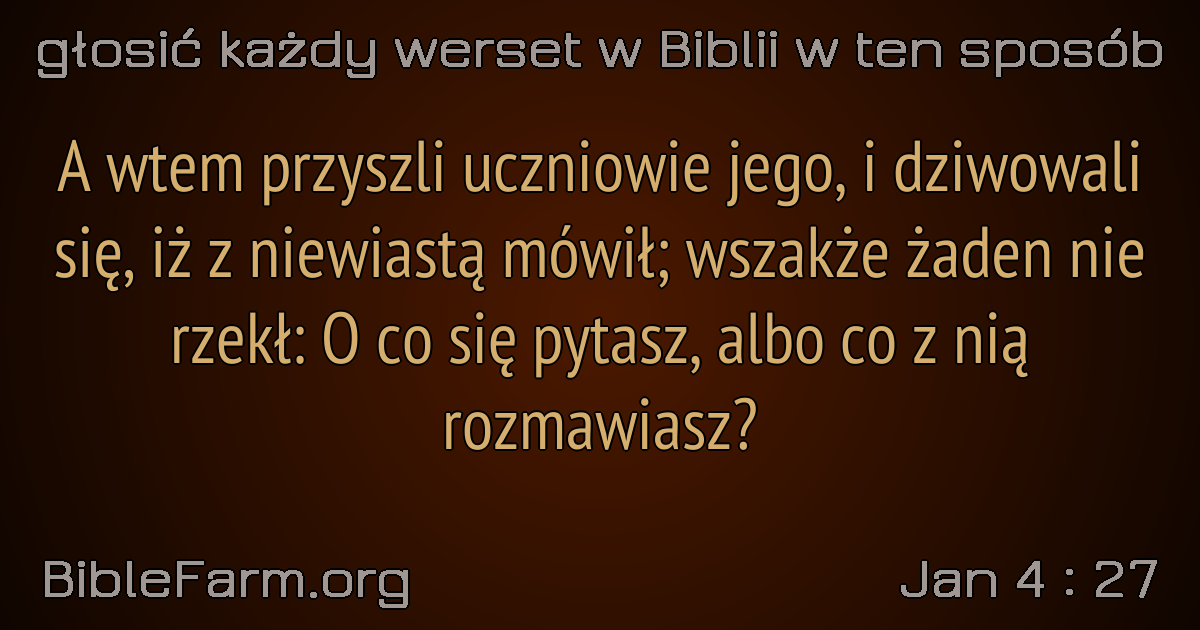 głosić każdy werset w Biblii w ten sposób
A wtem przyszli uczniowie jego, i dziwowali
się, iż z niewiastą mówił; wszakże żaden nie
rzekł: O co się pytasz, albo co z nią
rozmawiasz?
BibleFarm.org
Jan 4 : 27